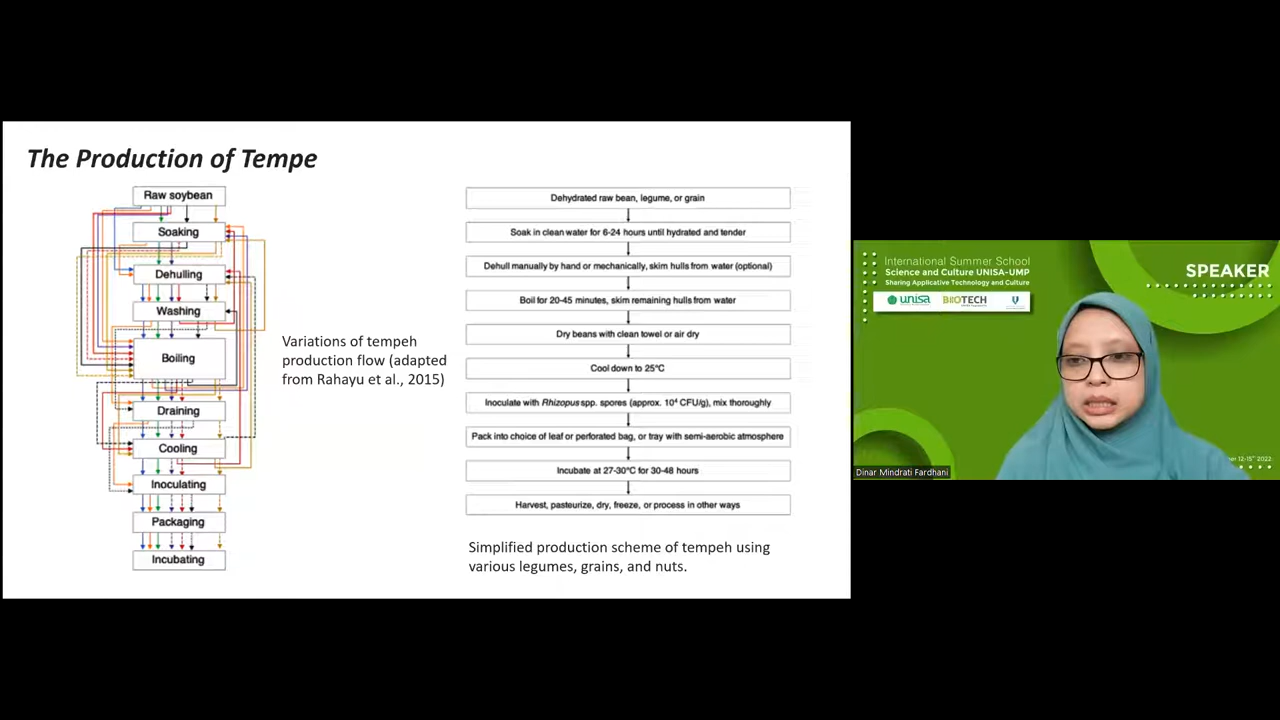 The Production of Tempe
Raw soybean
Soaking
Dehulling
Washing
Boiling
Draining
Cooling
Inoculating
Packaging
Incubating
Variations of tempeh
production flow (adapted
from Rahayu et al., 2015)
Dehydrated raw bean, legume, or grain
Soak in clean water for 6-24 hours until hydrated and tender
Dehull manually by hand or mechanically, skim hulls from water (optional)
Boil for 20-45 minutes, skim remaining hulls from water
Dry beans with clean towel or air dry
Cool down to 25°C
Inoculate with Rhizopus spp. spores (approx. 10⁴ CFU/g), mix thoroughly
Pack into choice of leaf or perforated bag, or tray with semi-aerobic atmosphere
Incubate at 27-30°C for 30-48 hours
Harvest, pasteurize, dry, freeze, or process in other ways
Simplified production scheme of tempeh using
various legumes, grains, and nuts.
International Summer School
Science and Culture UNISA-UMP
Sharing Applicative Technology and Culture
unisa
BIOTECH
SPEAKER
Dinar Mindrati Fardhani